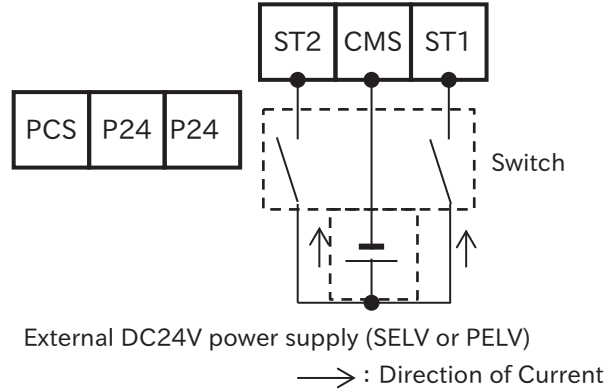 ST2 CMS ST1
PCS P24 P24
Switch
External DC24V power supply (SELV or PELV)
: Direction of Current